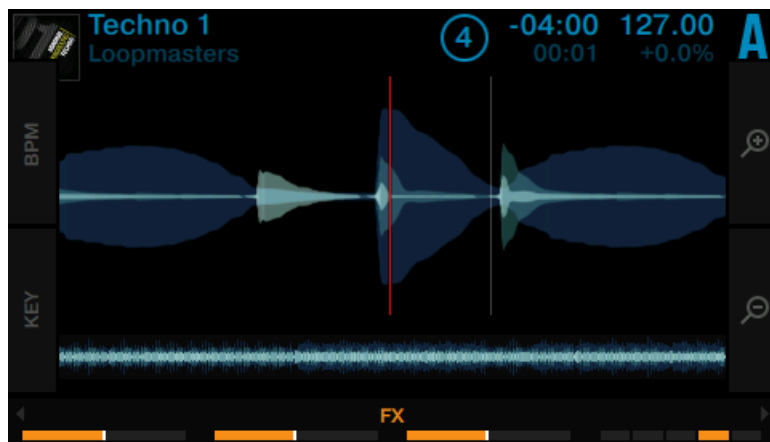 Techno 1
Loopmasters
4
-04:00
127.00
00:01
+0.0%
A
BPM
KEY
FX